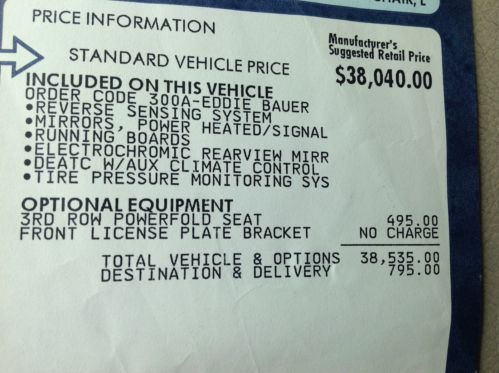 PRICE INFORMATION
Manufacturer's
Suggested Retail Price
STANDARD VEHICLE PRICE $38,040.00
INCLUDED ON THIS VEHICLE
ORDER CODE 300A-EDDIE BAUER
•REVERSE SENSING SYSTEM
•MIRRORS, POWER HEATED/SIGNAL
•RUNNING BOARDS
•ELECTROCHROMIC REARVIEW MIRR
•DEATC W/AUX CLIMATE CONTROL
•TIRE PRESSURE MONITORING SYS
OPTIONAL EQUIPMENT
3RD ROW POWERFOLD SEAT 495.00
FRONT LICENSE PLATE BRACKET NO CHARGE
TOTAL VEHICLE & OPTIONS 38,535.00
DESTINATION & DELIVERY 795.00